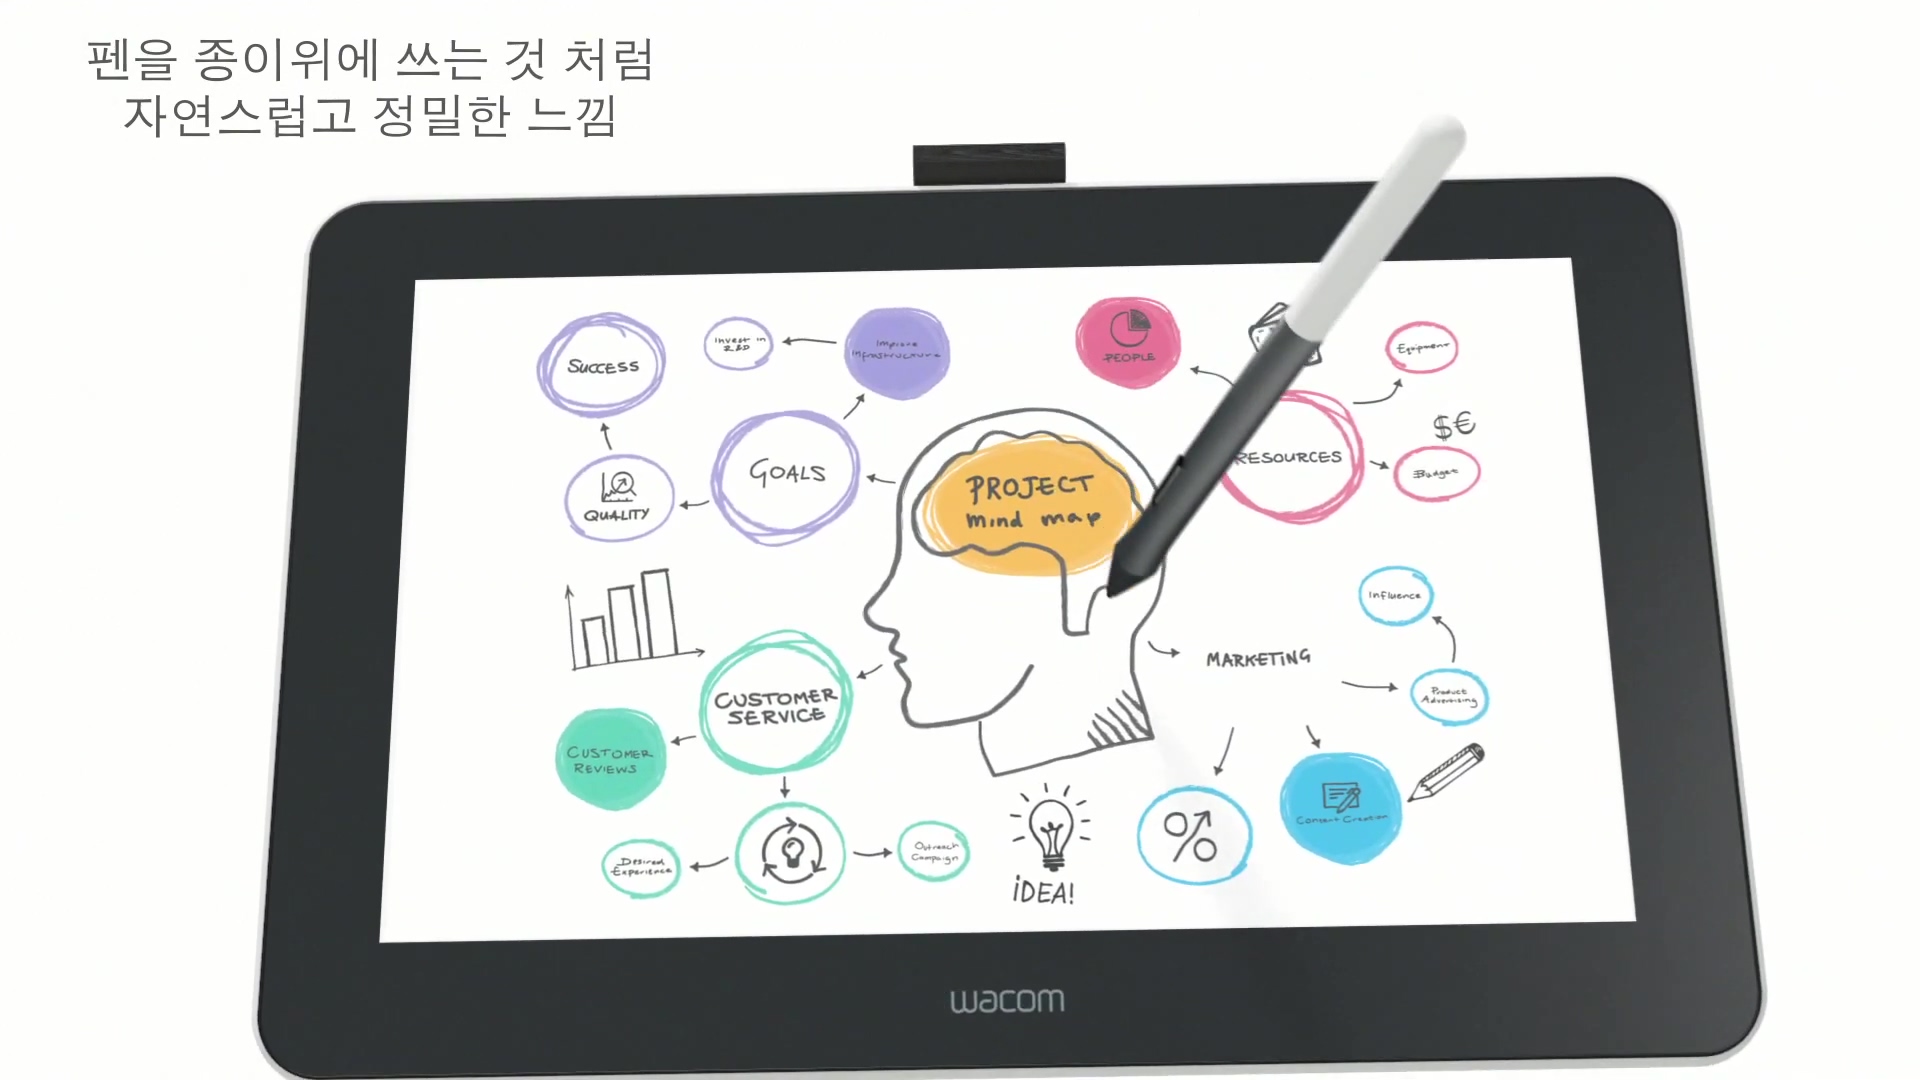 펜을 종이위에 쓰는 것 처럼
자연스럽고 정밀한 느낌
SUCCESS
Invest in
R&D
Improve
Infrastructure
PEOPLE
Equipment
$€
GOALS
PROJECT
mind map
RESOURCES
Budget
QUALITY
Influence
MARKETING
CUSTOMER
SERVICE
Product
Advertising
CUSTOMER
REVIEWS
Content Creation
%
Desired
Experience
Outreach
Campaign
iDEA!
wacom